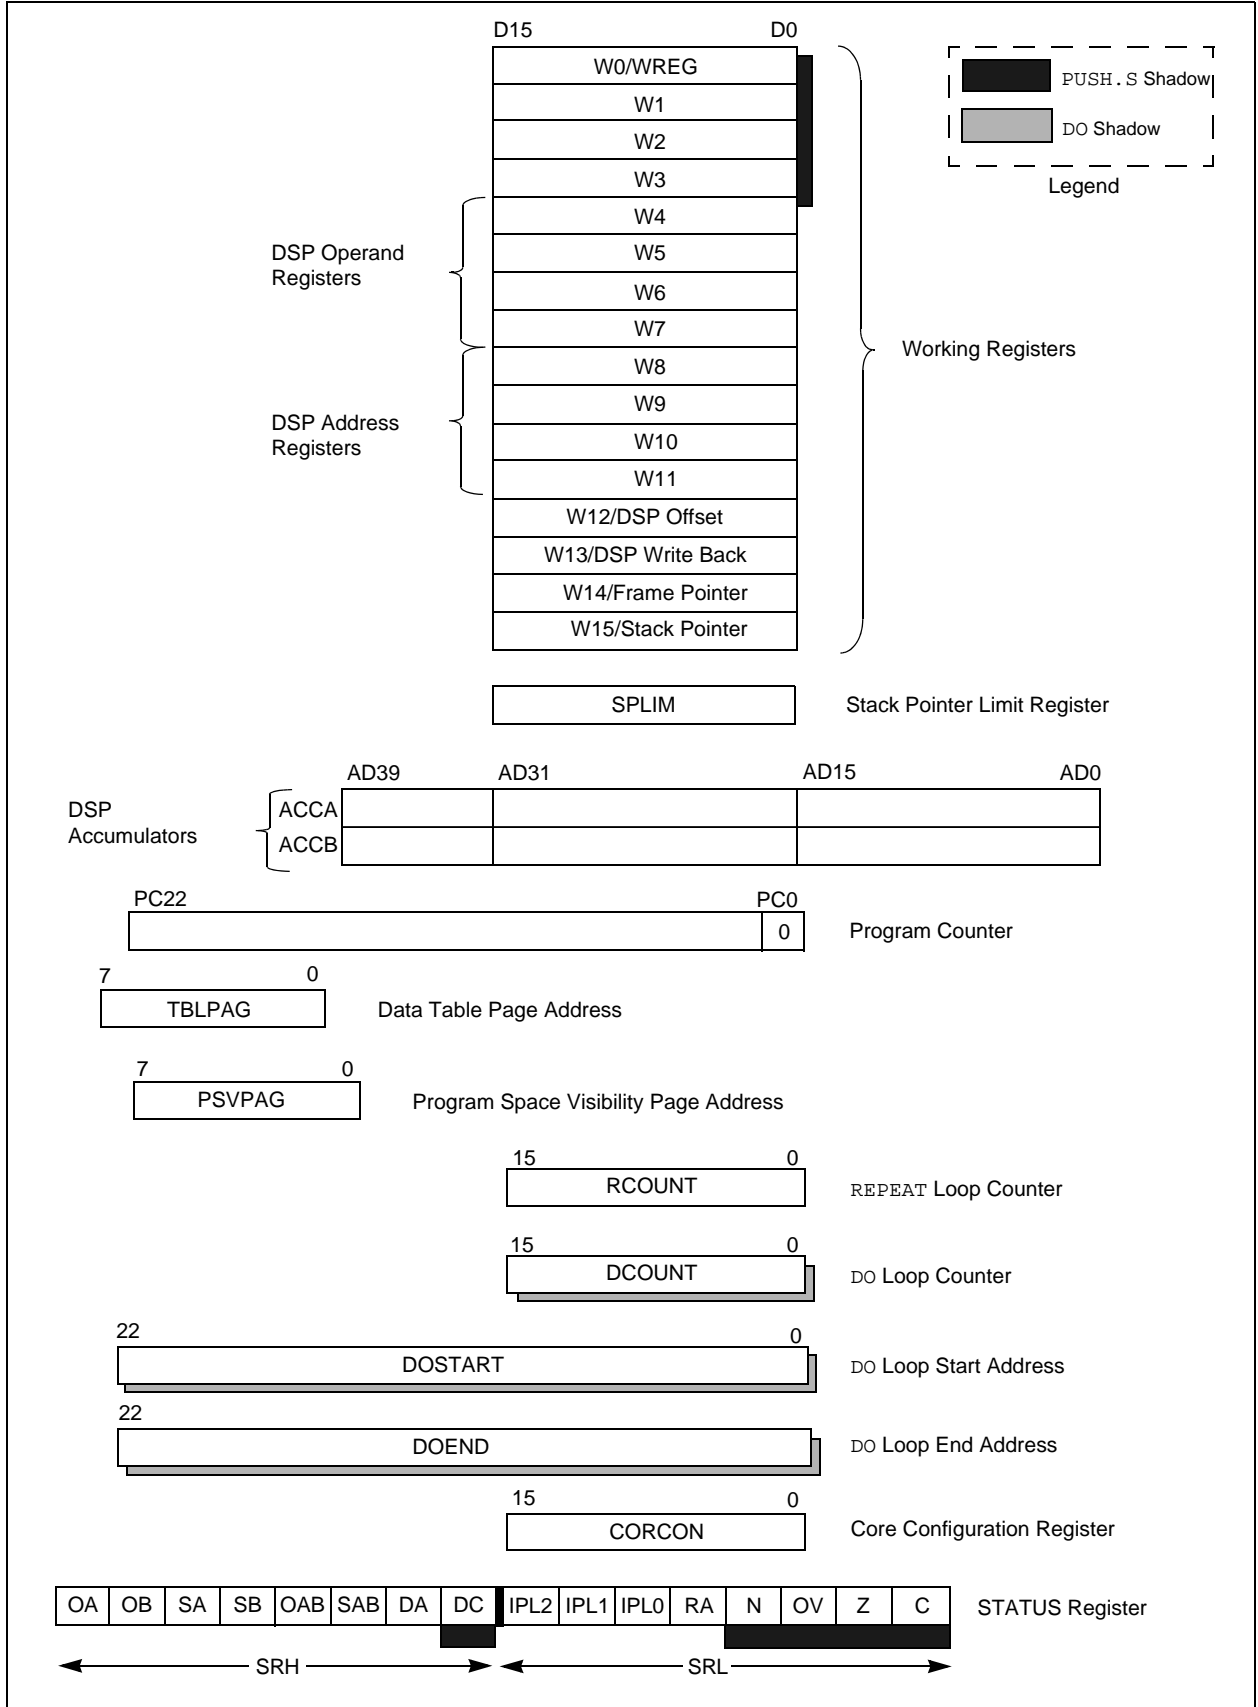 D15 D0
W0/WREG
PUSH.S Shadow
W1
DO Shadow
W2
W3
Legend
W4
DSP Operand
Registers
W5
W6
W7
Working Registers
W8
W9
DSP Address
Registers
W10
W11
W12/DSP Offset
W13/DSP Write Back
W14/Frame Pointer
W15/Stack Pointer
SPLIM Stack Pointer Limit Register
AD39 AD31 AD15 AD0
DSP
Accumulators
ACCA
ACCB
PC22 PC0
0 Program Counter
7 0
TBLPAG Data Table Page Address
7 0
PSVPAG Program Space Visibility Page Address
15 0
RCOUNT REPEAT Loop Counter
15 0
DCOUNT DO Loop Counter
22 0
DOSTART DO Loop Start Address
22
DOEND DO Loop End Address
15 0
CORCON Core Configuration Register
OA OB SA SB OAB SAB DA DC IPL2 IPL1 IPL0 RA N OV Z C STATUS Register
SRH SRL